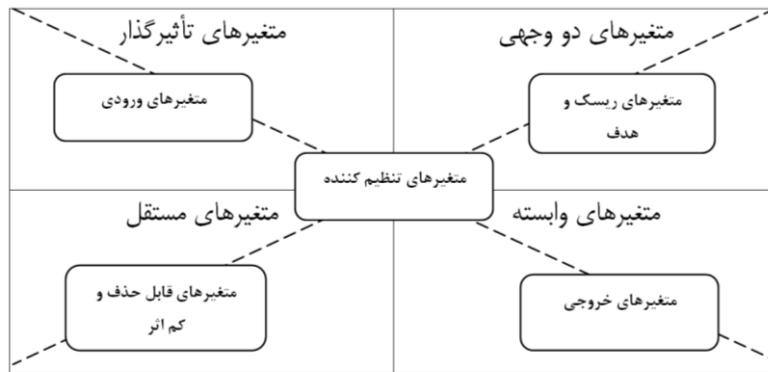 متغیرهای دو وجهی
متغیرهای تأثیرگذار
متغیرهای ریسک و
هدف
متغیرهای ورودی
متغیرهای تنظیم کننده
متغیرهای وابسته
متغیرهای مستقل
متغیرهای خروجی
متغیرهای قابل حذف و
کم اثر